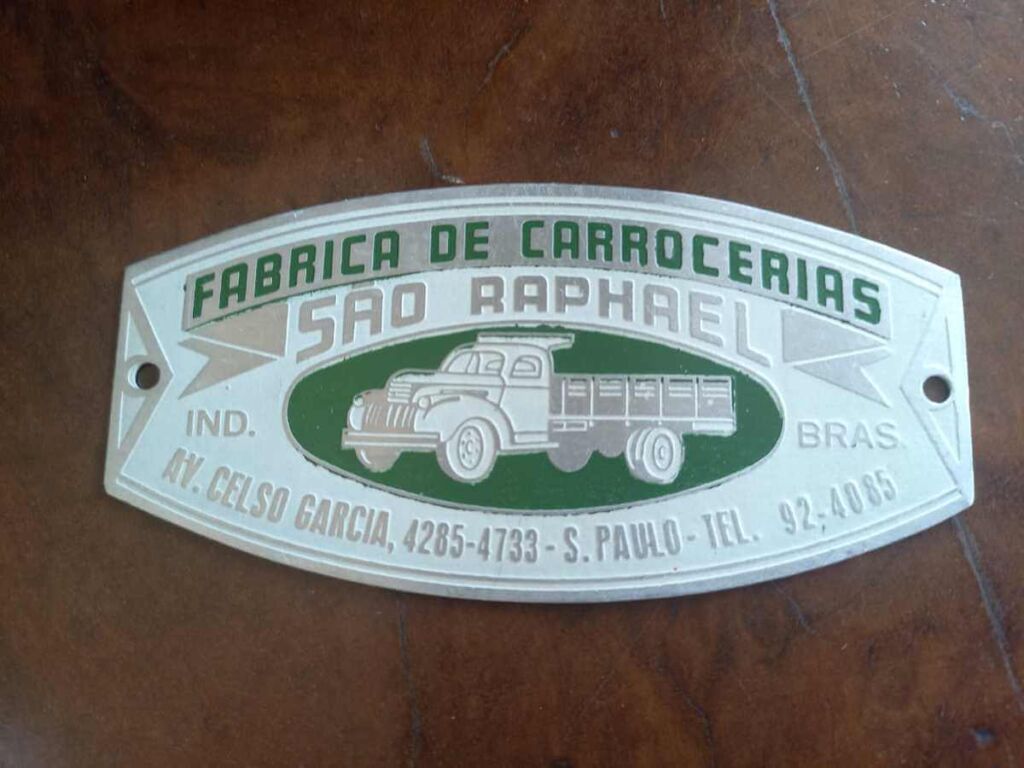 FABRICA DE CARROCERIAS
SÃO RAPHAEL
IND. BRAS.
AV. CELSO GARCIA, 4285-4733 - S. PAULO - TEL. 92-4085